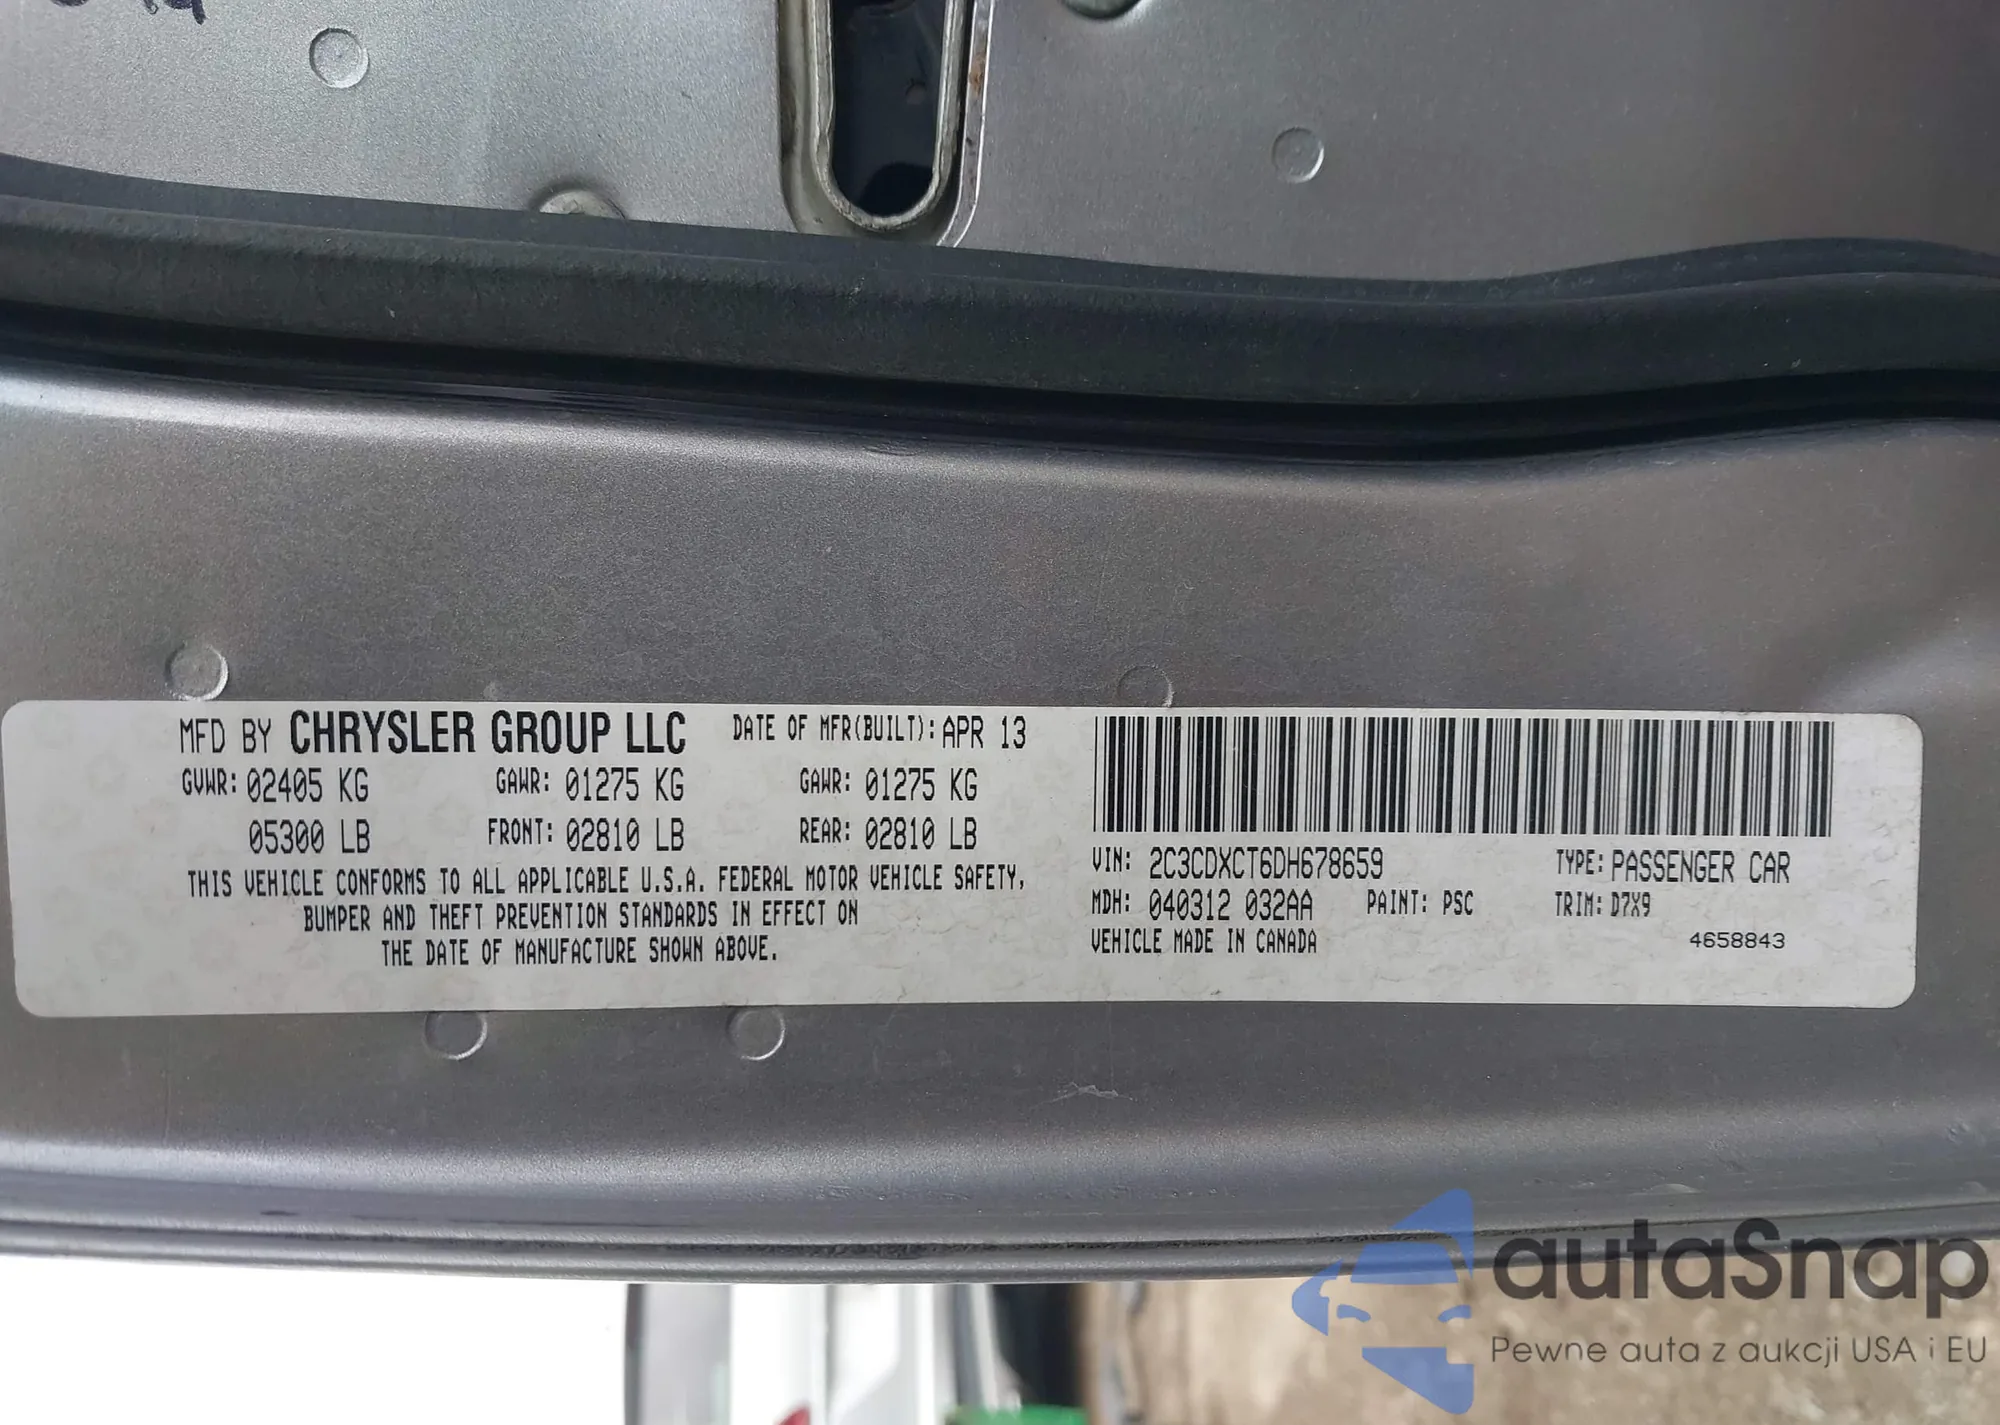 MFD BY CHRYSLER GROUP LLC DATE OF MFR(BUILT): APR 13
GVWR: 02405 KG GAWR: 01275 KG GAWR: 01275 KG
05300 LB FRONT: 02810 LB REAR: 02810 LB
THIS VEHICLE CONFORMS TO ALL APPLICABLE U.S.A. FEDERAL MOTOR VEHICLE SAFETY,
BUMPER AND THEFT PREVENTION STANDARDS IN EFFECT ON
THE DATE OF MANUFACTURE SHOWN ABOVE.
VIN: 2C3CDXCT6DH678659 TYPE: PASSENGER CAR
MDH: 040312 032AA PAINT: PSC TRIM: D7X9
VEHICLE MADE IN CANADA 4658843
autaSnap
Pewne auta z aukcji USA i EU